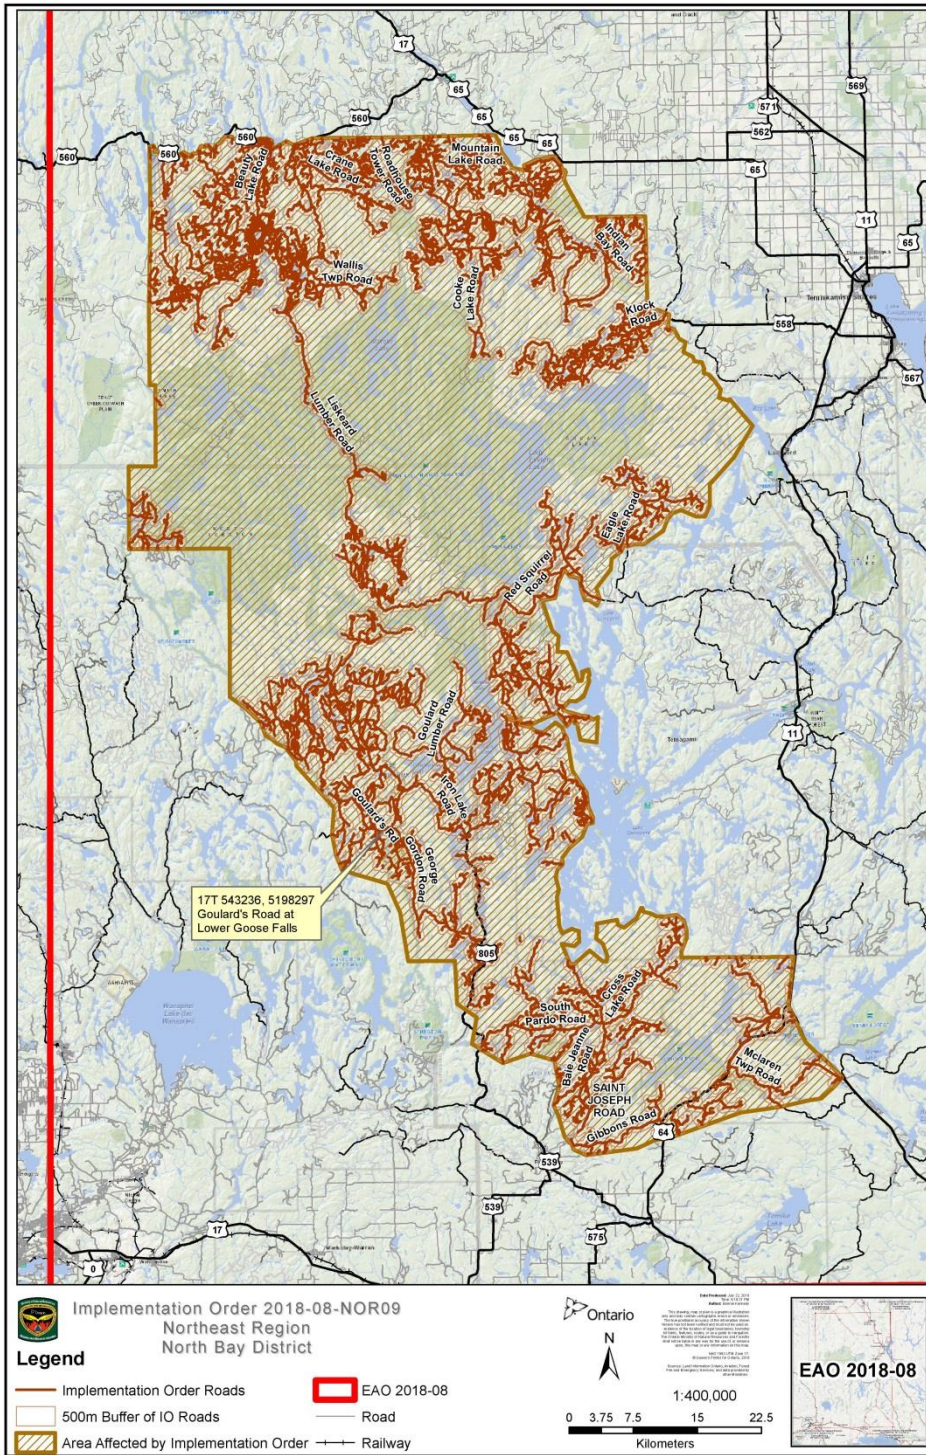 17
65
569
571
562
65
560
560
560
560
65
65
65
65
11
65
Mountain
Lake Road
Roadhouse
Tower Road
Crane
Lake Road
Beauty
Lake Road
Indian
Bay Road
Wallis
Twp Road
Cooke
Lake Road
Klock
Road
558
567
Liskeard
Lumber Road
Eagle
Lake Road
Red Squirrel
Road
Goulard
Lumber Road
Temagami
11
Iron Lake
Road
Goulard's Rd
George
Gordon Road
17T 543236, 5198297
Goulard's Road at
Lower Goose Falls
805
Cross
Lake Road
South
Pardo Road
Baie Jeanne
Road
Mclaren
Twp Road
SAINT
JOSEPH
ROAD
Gibbons Road
64
539
539
575
17
0
Implementation Order 2018-08-NOR09
Northeast Region
North Bay District
Legend
Implementation Order Roads
EAO 2018-08
500m Buffer of IO Roads
Road
Area Affected by Implementation Order
Railway
Ontario
N
1:400,000
0 3.75 7.5 15 22.5
Kilometers
EAO 2018-08